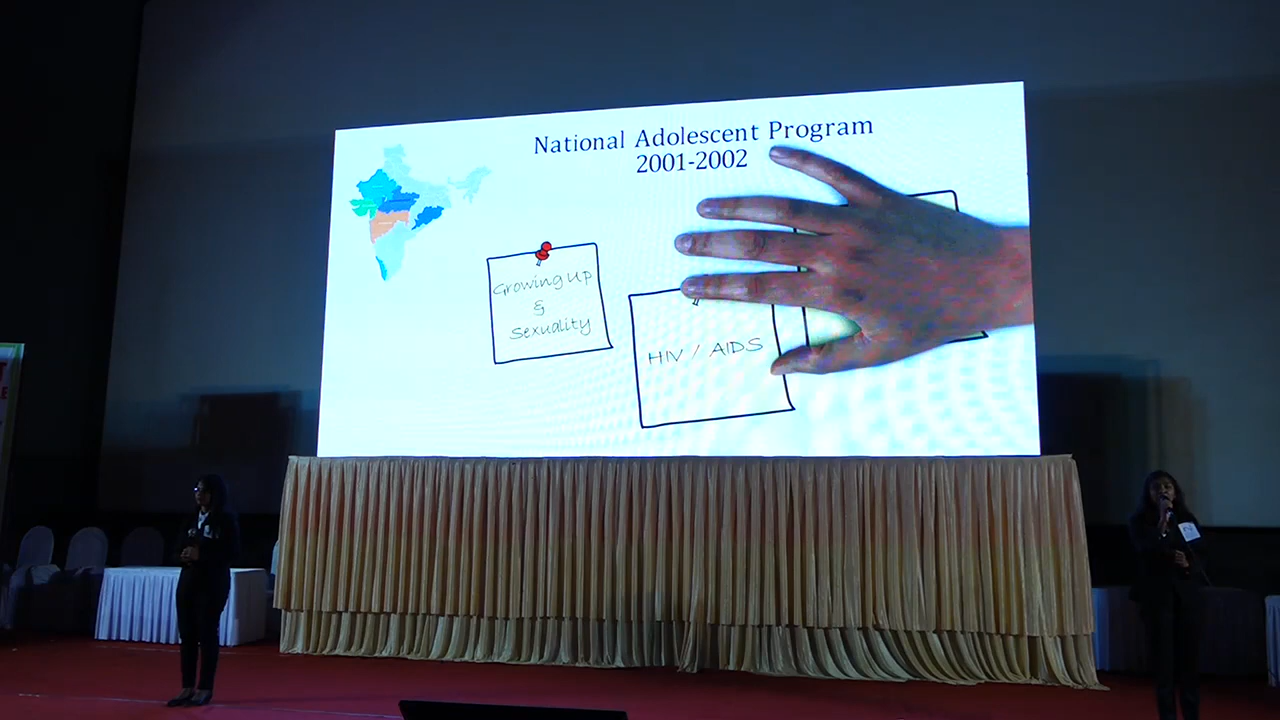 National Adolescent Program
2001-2002
Growing Up
&
Sexuality
HIV / AIDS